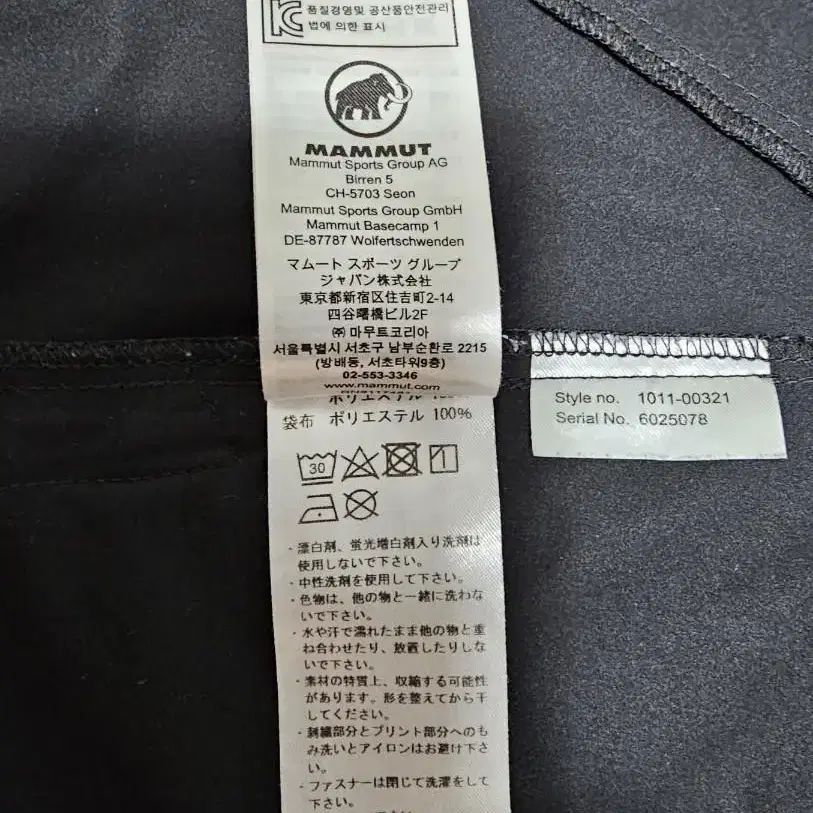 품질경영및 공산품안전관리
법에 의한 표시
MAMMUT
Mammut Sports Group AG
Birren 5
CH-5703 Seon
Mammut Sports Group GmbH
Mammut Basecamp 1
DE-87787 Wolfertschwenden
マムート スポーツ グループ
ジャパン株式会社
東京都新宿区住吉町2-14
四谷曙橋ビル2F
㈜ 마무트코리아
서울특별시 서초구 남부순환로 2215
(방배동, 서초타워9층)
02-553-3346
www.mammut.com
ポリエステル
袋布 ポリエステル 100%
30
Style no. 1011-00321
Serial No. 6025078
・漂白剤、蛍光増白剤入り洗剤は
使用しないで下さい。
・中性洗剤を使用して下さい。
・色物は、他の物と一緒に洗わな
いで下さい。
・水や汗で濡れたまま他の物と重
ね合わせたり、放置したりしな
いで下さい。
・素材の特質上、収縮する可能性
があります。形を整えてから干
してください。
・刺繍部分とプリント部分へのも
み洗いとアイロンはお避け下さ
い。
・ファスナーは閉じて洗濯をして
下さい。